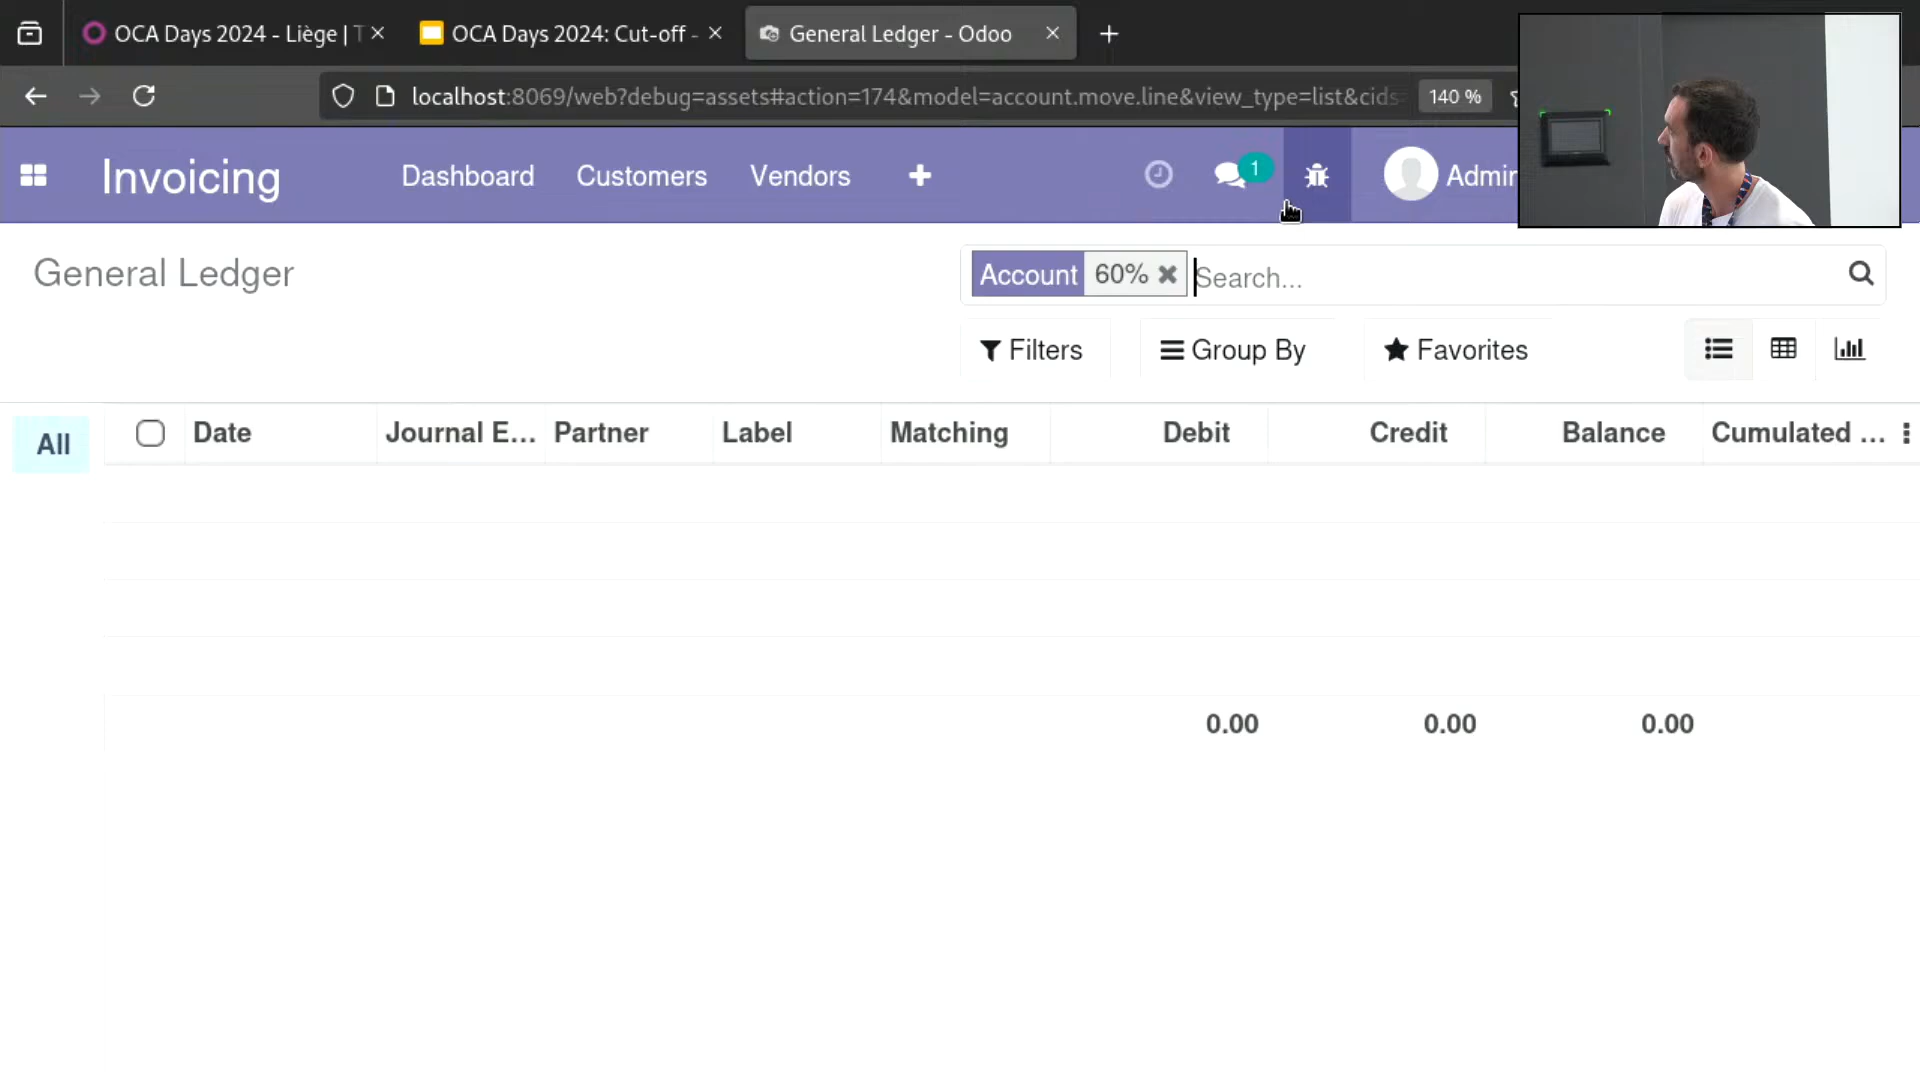 OCA Days 2024 - Liège | T
OCA Days 2024: Cut-off -
General Ledger - Odoo
localhost:8069/web?debug=assets#action=174&model=account.move.line&view_type=list&cids=
140 %
Invoicing
Dashboard
Customers
Vendors
1
Admin
General Ledger
Account 60%
Search...
Filters
Group By
Favorites
All
Date
Journal E...
Partner
Label
Matching
Debit
Credit
Balance
Cumulated ...
0.00
0.00
0.00